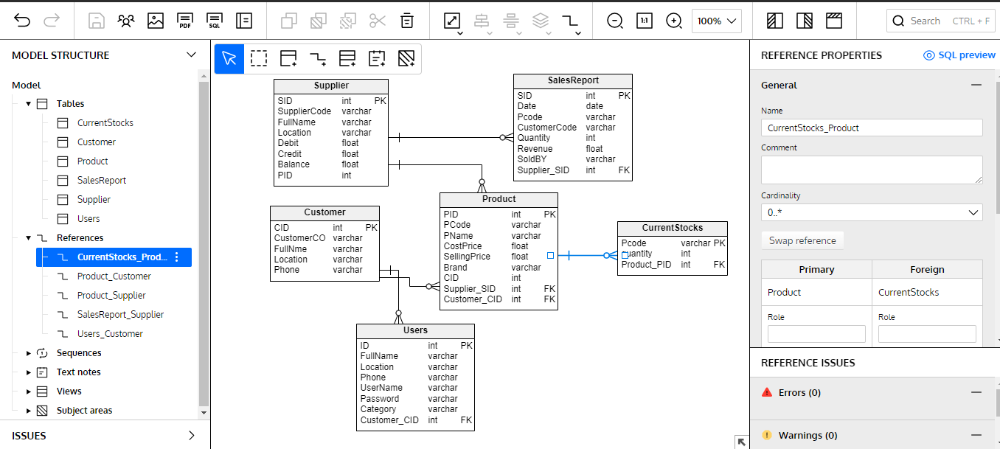 PDF
SQL
1:1
100%
Search CTRL + F
MODEL STRUCTURE
Model
Tables
CurrentStocks
Customer
Product
SalesReport
Supplier
Users
References
CurrentStocks_Prod...
Product_Customer
Product_Supplier
SalesReport_Supplier
Users_Customer
Sequences
Text notes
Views
Subject areas
ISSUES
Supplier
SID int PK
SupplierCode varchar
FullName varchar
Location varchar
Debit float
Credit float
Balance float
PID int
SalesReport
SID int PK
Date date
Pcode varchar
CustomerCode varchar
Quantity int
Revenue float
SoldBY varchar
Supplier_SID int FK
Customer
CID int PK
CustomerCO varchar
FullNme varchar
Location varchar
Phone varchar
Product
PID int PK
PCode varchar
PName varchar
CostPrice float
SellingPrice float
Brand varchar
CID int
Supplier_SID int FK
Customer_CID int FK
CurrentStocks
Pcode varchar PK
uantity int
Product_PID int FK
Users
ID int PK
FullName varchar
Location varchar
Phone varchar
UserName varchar
Password varchar
Category varchar
Customer_CID int FK
REFERENCE PROPERTIES SQL preview
General
Name
CurrentStocks_Product
Comment
Cardinality
0..*
Swap reference
Primary Foreign
Product CurrentStocks
Role Role
REFERENCE ISSUES
Errors (0)
Warnings (0)